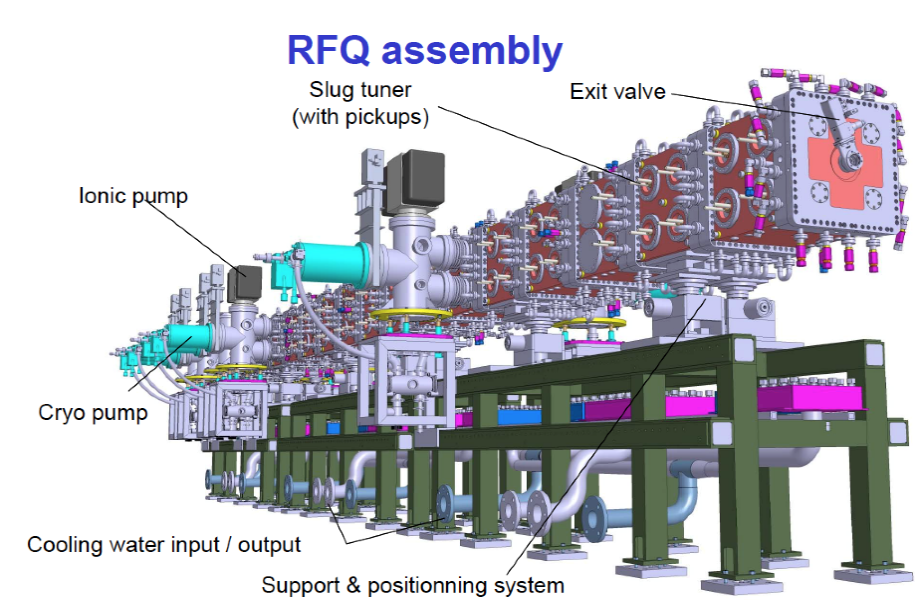 RFQ assembly
Slug tuner
(with pickups)
Exit valve
Ionic pump
Cryo pump
Cooling water input / output
Support & positionning system